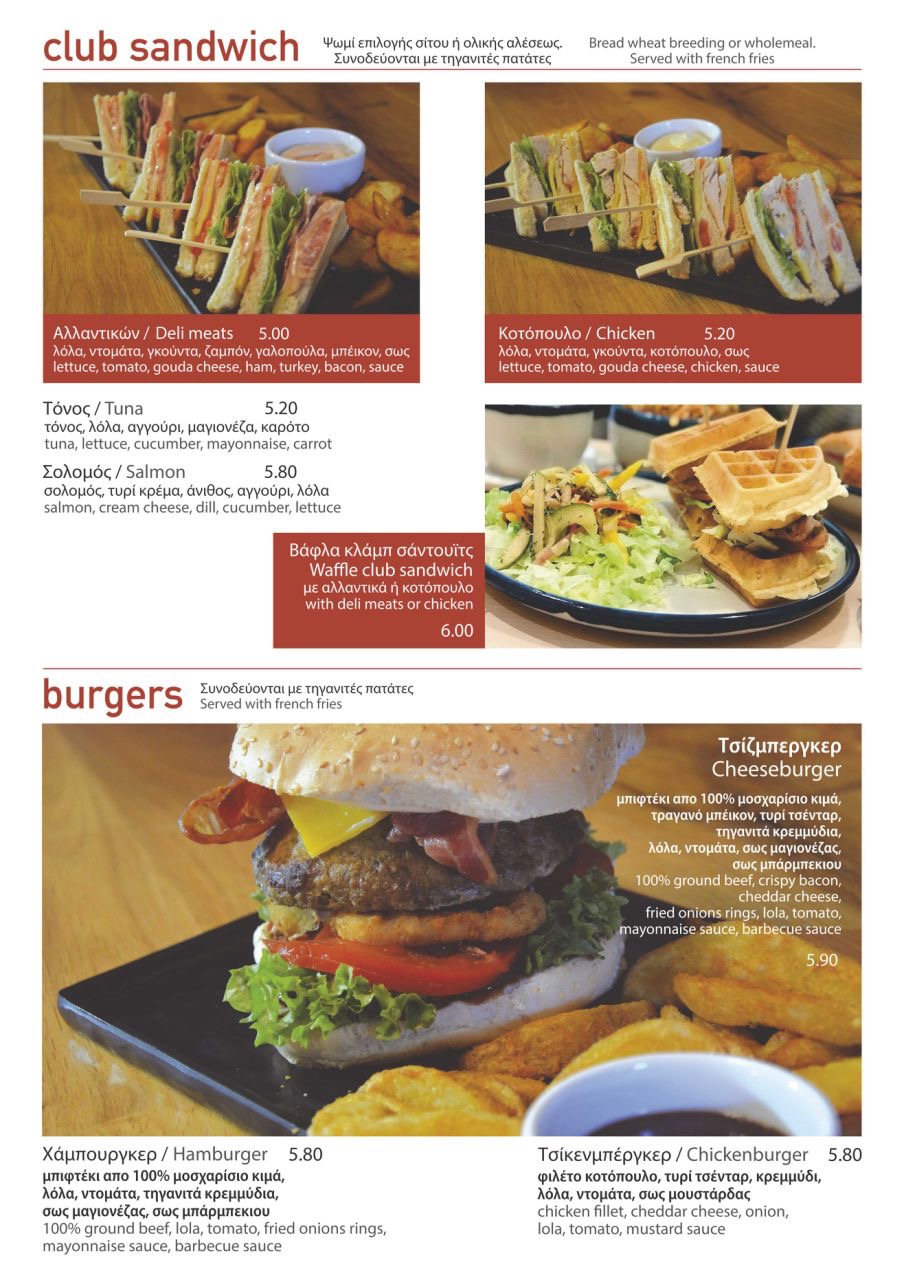 club sandwich
Ψωμί επιλογής σίτου ή ολικής αλέσεως.
Συνοδεύονται με τηγανιτές πατάτες
Bread wheat breeding or wholemeal.
Served with french fries
Αλλαντικών / Deli meats 5.00
λόλα, ντομάτα, γκούντα, ζαμπόν, γαλοπούλα, μπέικον, σως
lettuce, tomato, gouda cheese, ham, turkey, bacon, sauce
Κοτόπουλο / Chicken 5.20
λόλα, ντομάτα, γκούντα, κοτόπουλο, σως
lettuce, tomato, gouda cheese, chicken, sauce
Τόνος / Tuna 5.20
τόνος, λόλα, αγγούρι, μαγιονέζα, καρότο
tuna, lettuce, cucumber, mayonnaise, carrot
Σολομός / Salmon 5.80
σολομός, τυρί κρέμα, άνιθος, αγγούρι, λόλα
salmon, cream cheese, dill, cucumber, lettuce
Βάφλα κλάμπ σάντουϊτς
Waffle club sandwich
με αλλαντικά ή κοτόπουλο
with deli meats or chicken
6.00
burgers
Συνοδεύονται με τηγανιτές πατάτες
Served with french fries
Τσίζμπεργκερ
Cheeseburger
μπιφτέκι απο 100% μοσχαρίσιο κιμά,
τραγανό μπέικον, τυρί τσένταρ,
τηγανιτά κρεμμύδια,
λόλα, ντομάτα, σως μαγιονέζας,
σως μπάρμπεκιου
100% ground beef, crispy bacon,
cheddar cheese,
fried onions rings, lola, tomato,
mayonnaise sauce, barbecue sauce
5.90
Χάμπουργκερ / Hamburger 5.80
μπιφτέκι απο 100% μοσχαρίσιο κιμά,
λόλα, ντομάτα, τηγανιτά κρεμμύδια,
σως μαγιονέζας, σως μπάρμπεκιου
100% ground beef, lola, tomato, fried onions rings,
mayonnaise sauce, barbecue sauce
Τσίκενμπέργκερ / Chickenburger 5.80
φιλέτο κοτόπουλο, τυρί τσένταρ, κρεμμύδι,
λόλα, ντομάτα, σως μουστάρδας
chicken fillet, cheddar cheese, onion,
lola, tomato, mustard sauce